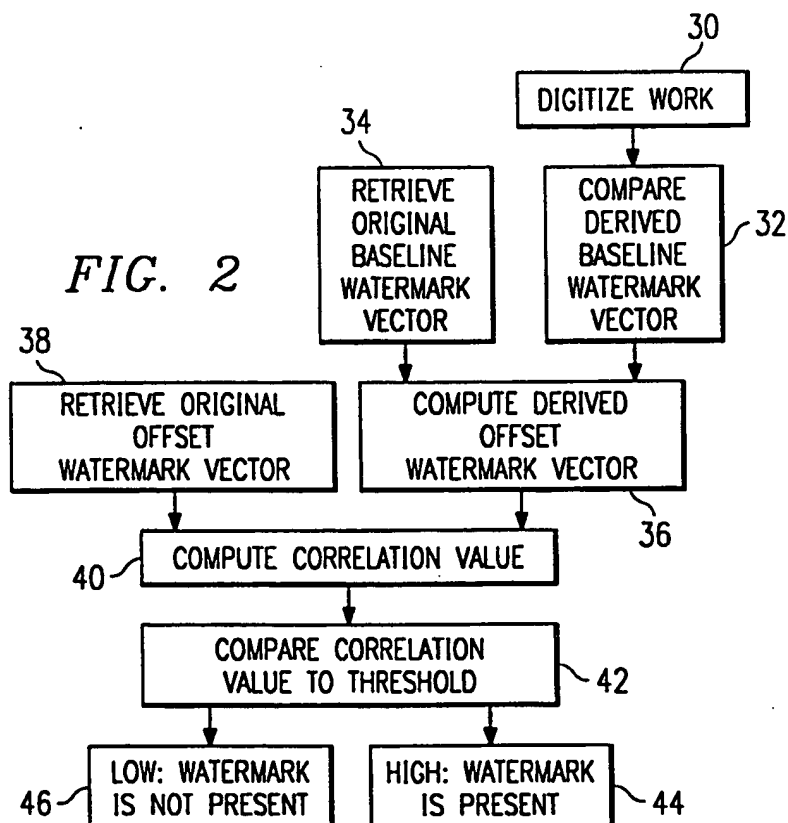 30
DIGITIZE WORK
34
RETRIEVE
ORIGINAL
BASELINE
WATERMARK
VECTOR
COMPARE
DERIVED
BASELINE
WATERMARK
VECTOR
32
FIG. 2
38
RETRIEVE ORIGINAL
OFFSET
WATERMARK VECTOR
COMPUTE DERIVED
OFFSET
WATERMARK VECTOR
36
40
COMPUTE CORRELATION VALUE
COMPARE CORRELATION
VALUE TO THRESHOLD
42
46
LOW: WATERMARK
IS NOT PRESENT
HIGH: WATERMARK
IS PRESENT
44